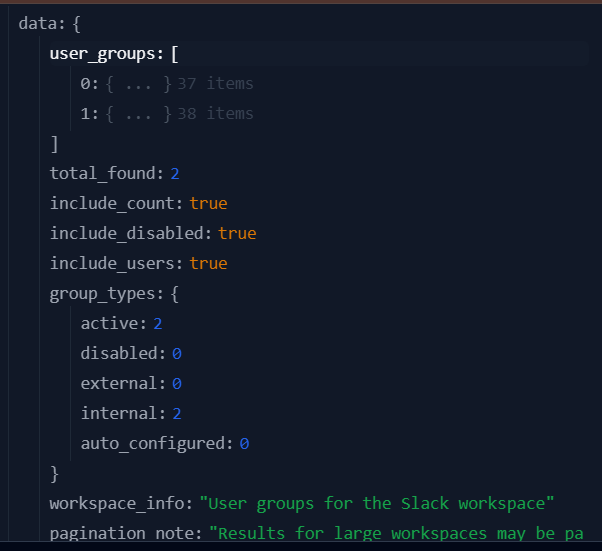 data: {
user_groups: [
0: { ... } 37 items
1: { ... } 38 items
]
total_found: 2
include_count: true
include_disabled: true
include_users: true
group_types: {
active: 2
disabled: 0
external: 0
internal: 2
auto_configured: 0
}
workspace_info: "User groups for the Slack workspace"
pagination_note: "Results for large workspaces may be pa